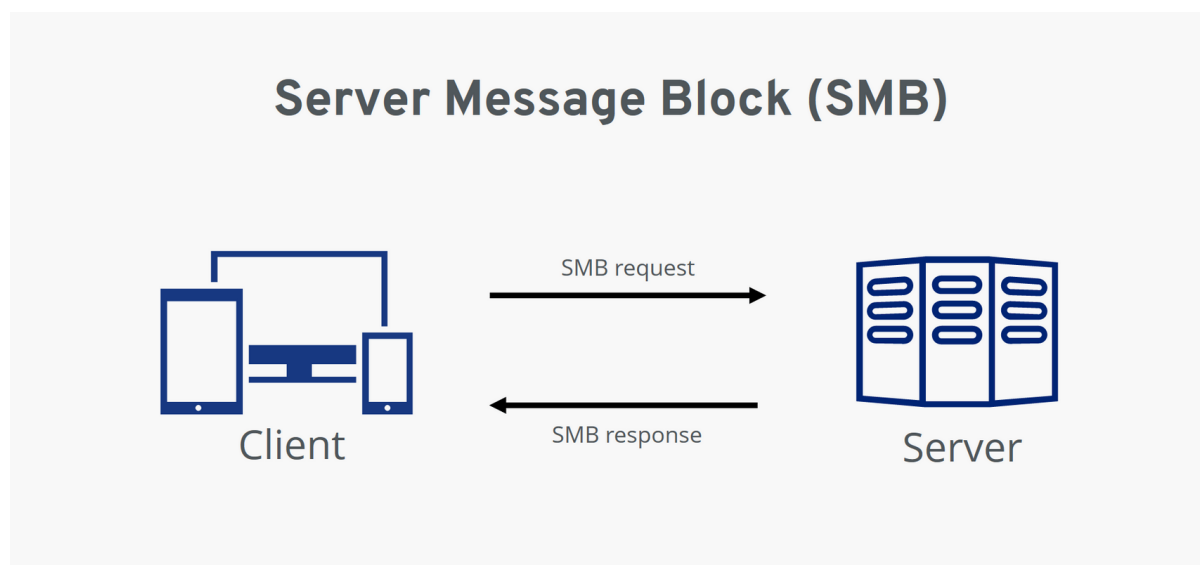 Server Message Block (SMB)
SMB request
SMB response
Client
Server